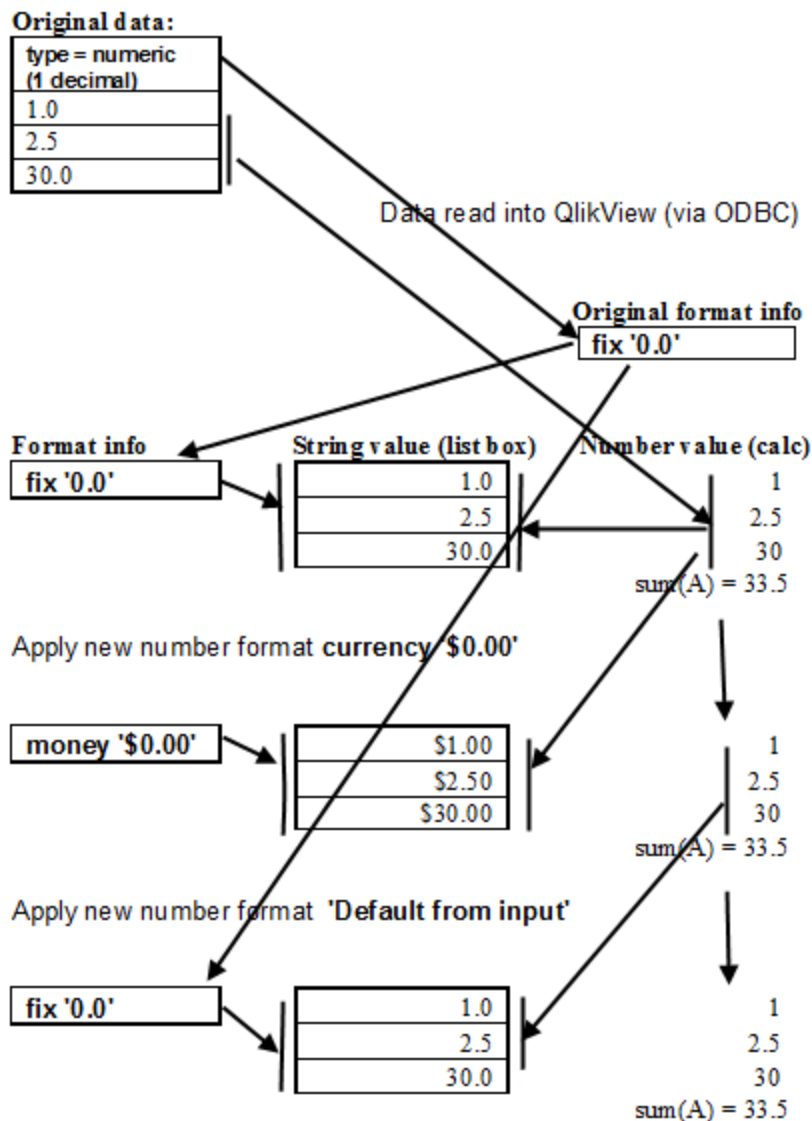 Original data:
type = numeric
(1 decimal)
1.0
2.5
30.0
Data read into QlikView (via ODBC)
Original format info
fix '0.0'
Format info
String value (list box)
Number value (calc)
fix '0.0'
1.0
2.5
30.0
1
2.5
30
sum(A) = 33.5
Apply new number format currency '$0.00'
money '$0.00'
$1.00
$2.50
$30.00
1
2.5
30
sum(A) = 33.5
Apply new number format 'Default from input'
fix '0.0'
1.0
2.5
30.0
1
2.5
30
sum(A) = 33.5